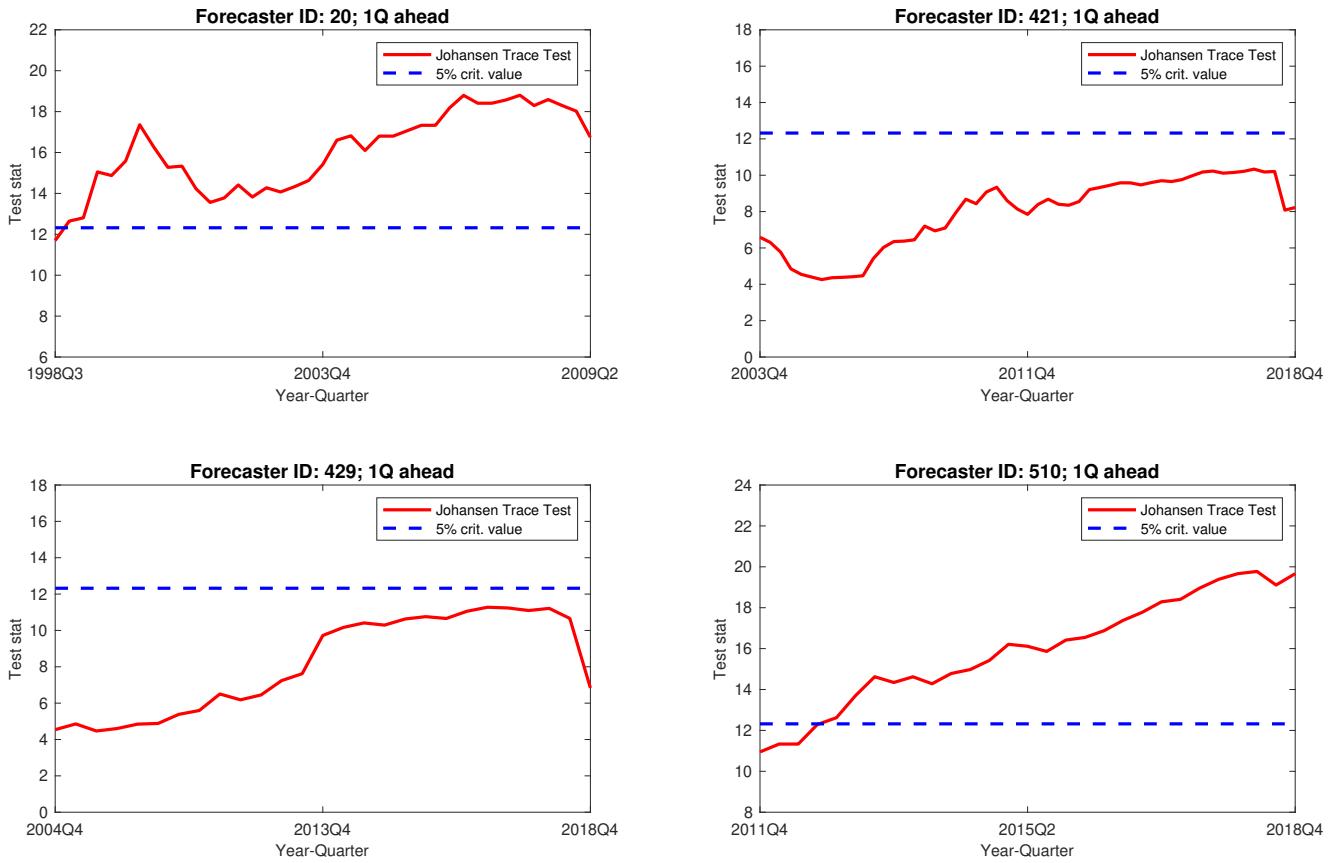 Forecaster ID: 20; 1Q ahead
22
20
18
16
14
12
10
8
6
Test stat
Johansen Trace Test
5% crit. value
1998Q3
2003Q4
2009Q2
Year-Quarter
Forecaster ID: 421; 1Q ahead
18
16
14
12
10
8
6
4
2
0
Test stat
Johansen Trace Test
5% crit. value
2003Q4
2011Q4
2018Q4
Year-Quarter
Forecaster ID: 429; 1Q ahead
18
16
14
12
10
8
6
4
2
0
Test stat
Johansen Trace Test
5% crit. value
2004Q4
2013Q4
2018Q4
Year-Quarter
Forecaster ID: 510; 1Q ahead
24
22
20
18
16
14
12
10
8
Test stat
Johansen Trace Test
5% crit. value
2011Q4
2015Q2
2018Q4
Year-Quarter